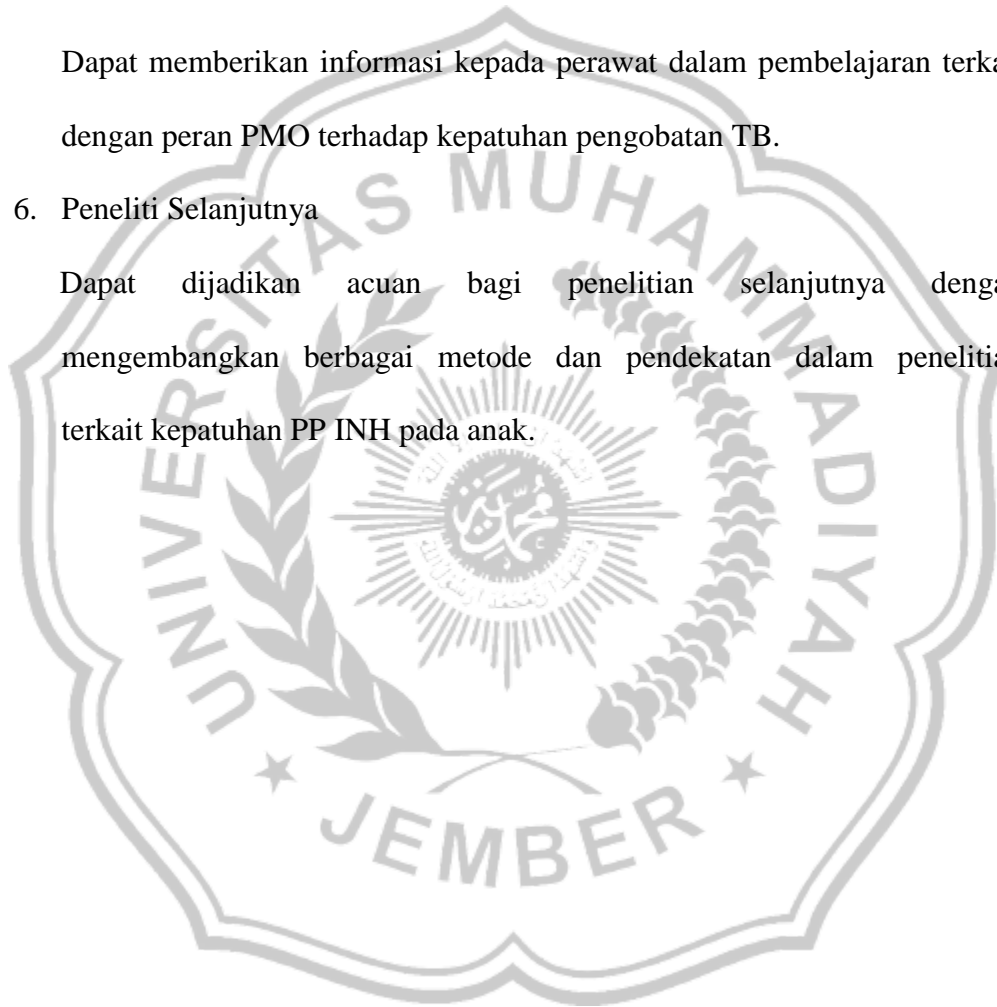 Dapat memberikan informasi kepada perawat dalam pembelajaran terka
dengan peran PMO terhadap kepatuhan pengobatan TB.
6. Peneliti Selanjutnya
Dapat dijadikan acuan bagi penelitian selanjutnya denga
mengembangkan berbagai metode dan pendekatan dalam penelitia
terkait kepatuhan PP INH pada anak.
UNIVERSITAS MUHAMMADIYAH
JEMBER